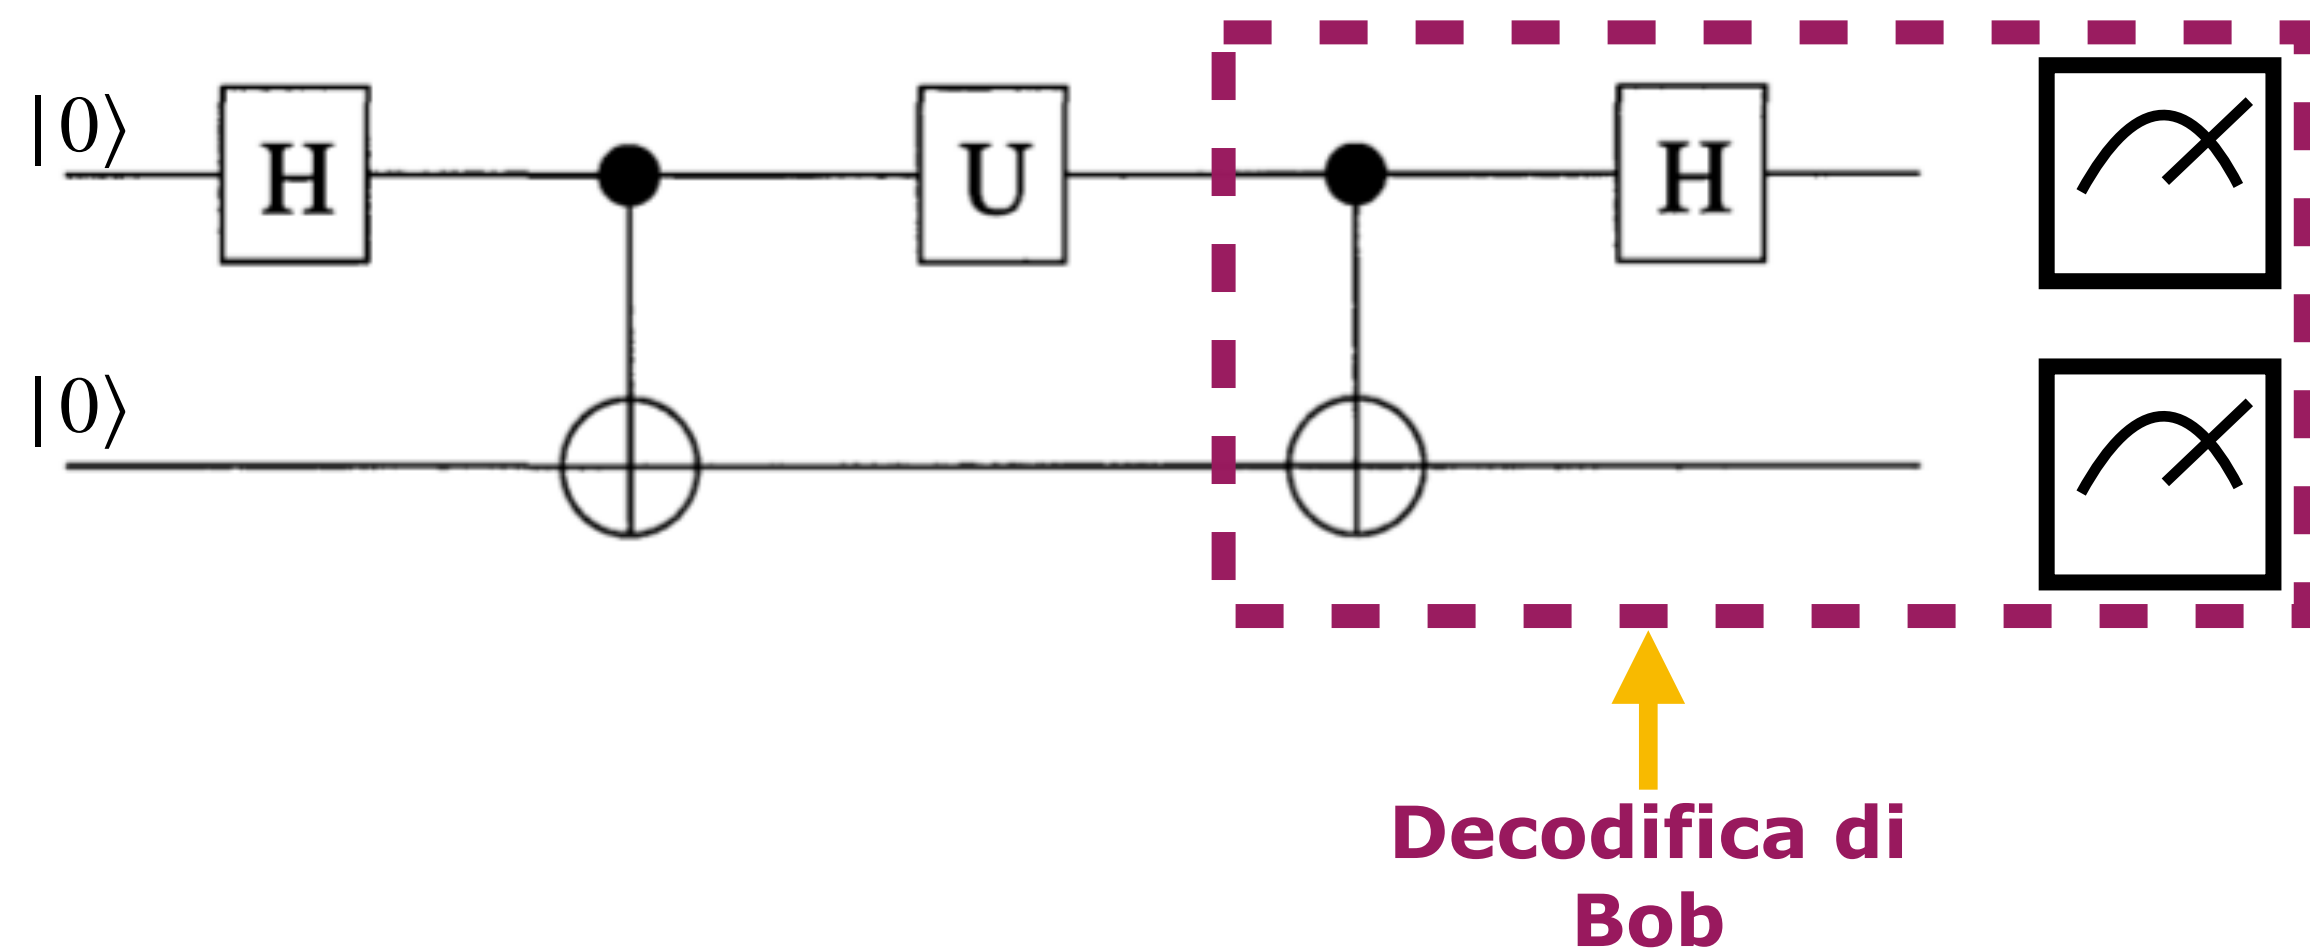 |0⟩
H
U
H
|0⟩
Decodifica di
Bob